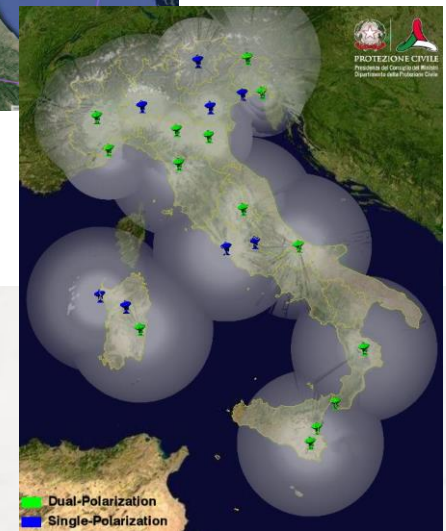 PROTEZIONE CIVILE
Presidenza del Consiglio dei Ministri
Dipartimento della Protezione Civile
Dual-Polarization
Single-Polarization